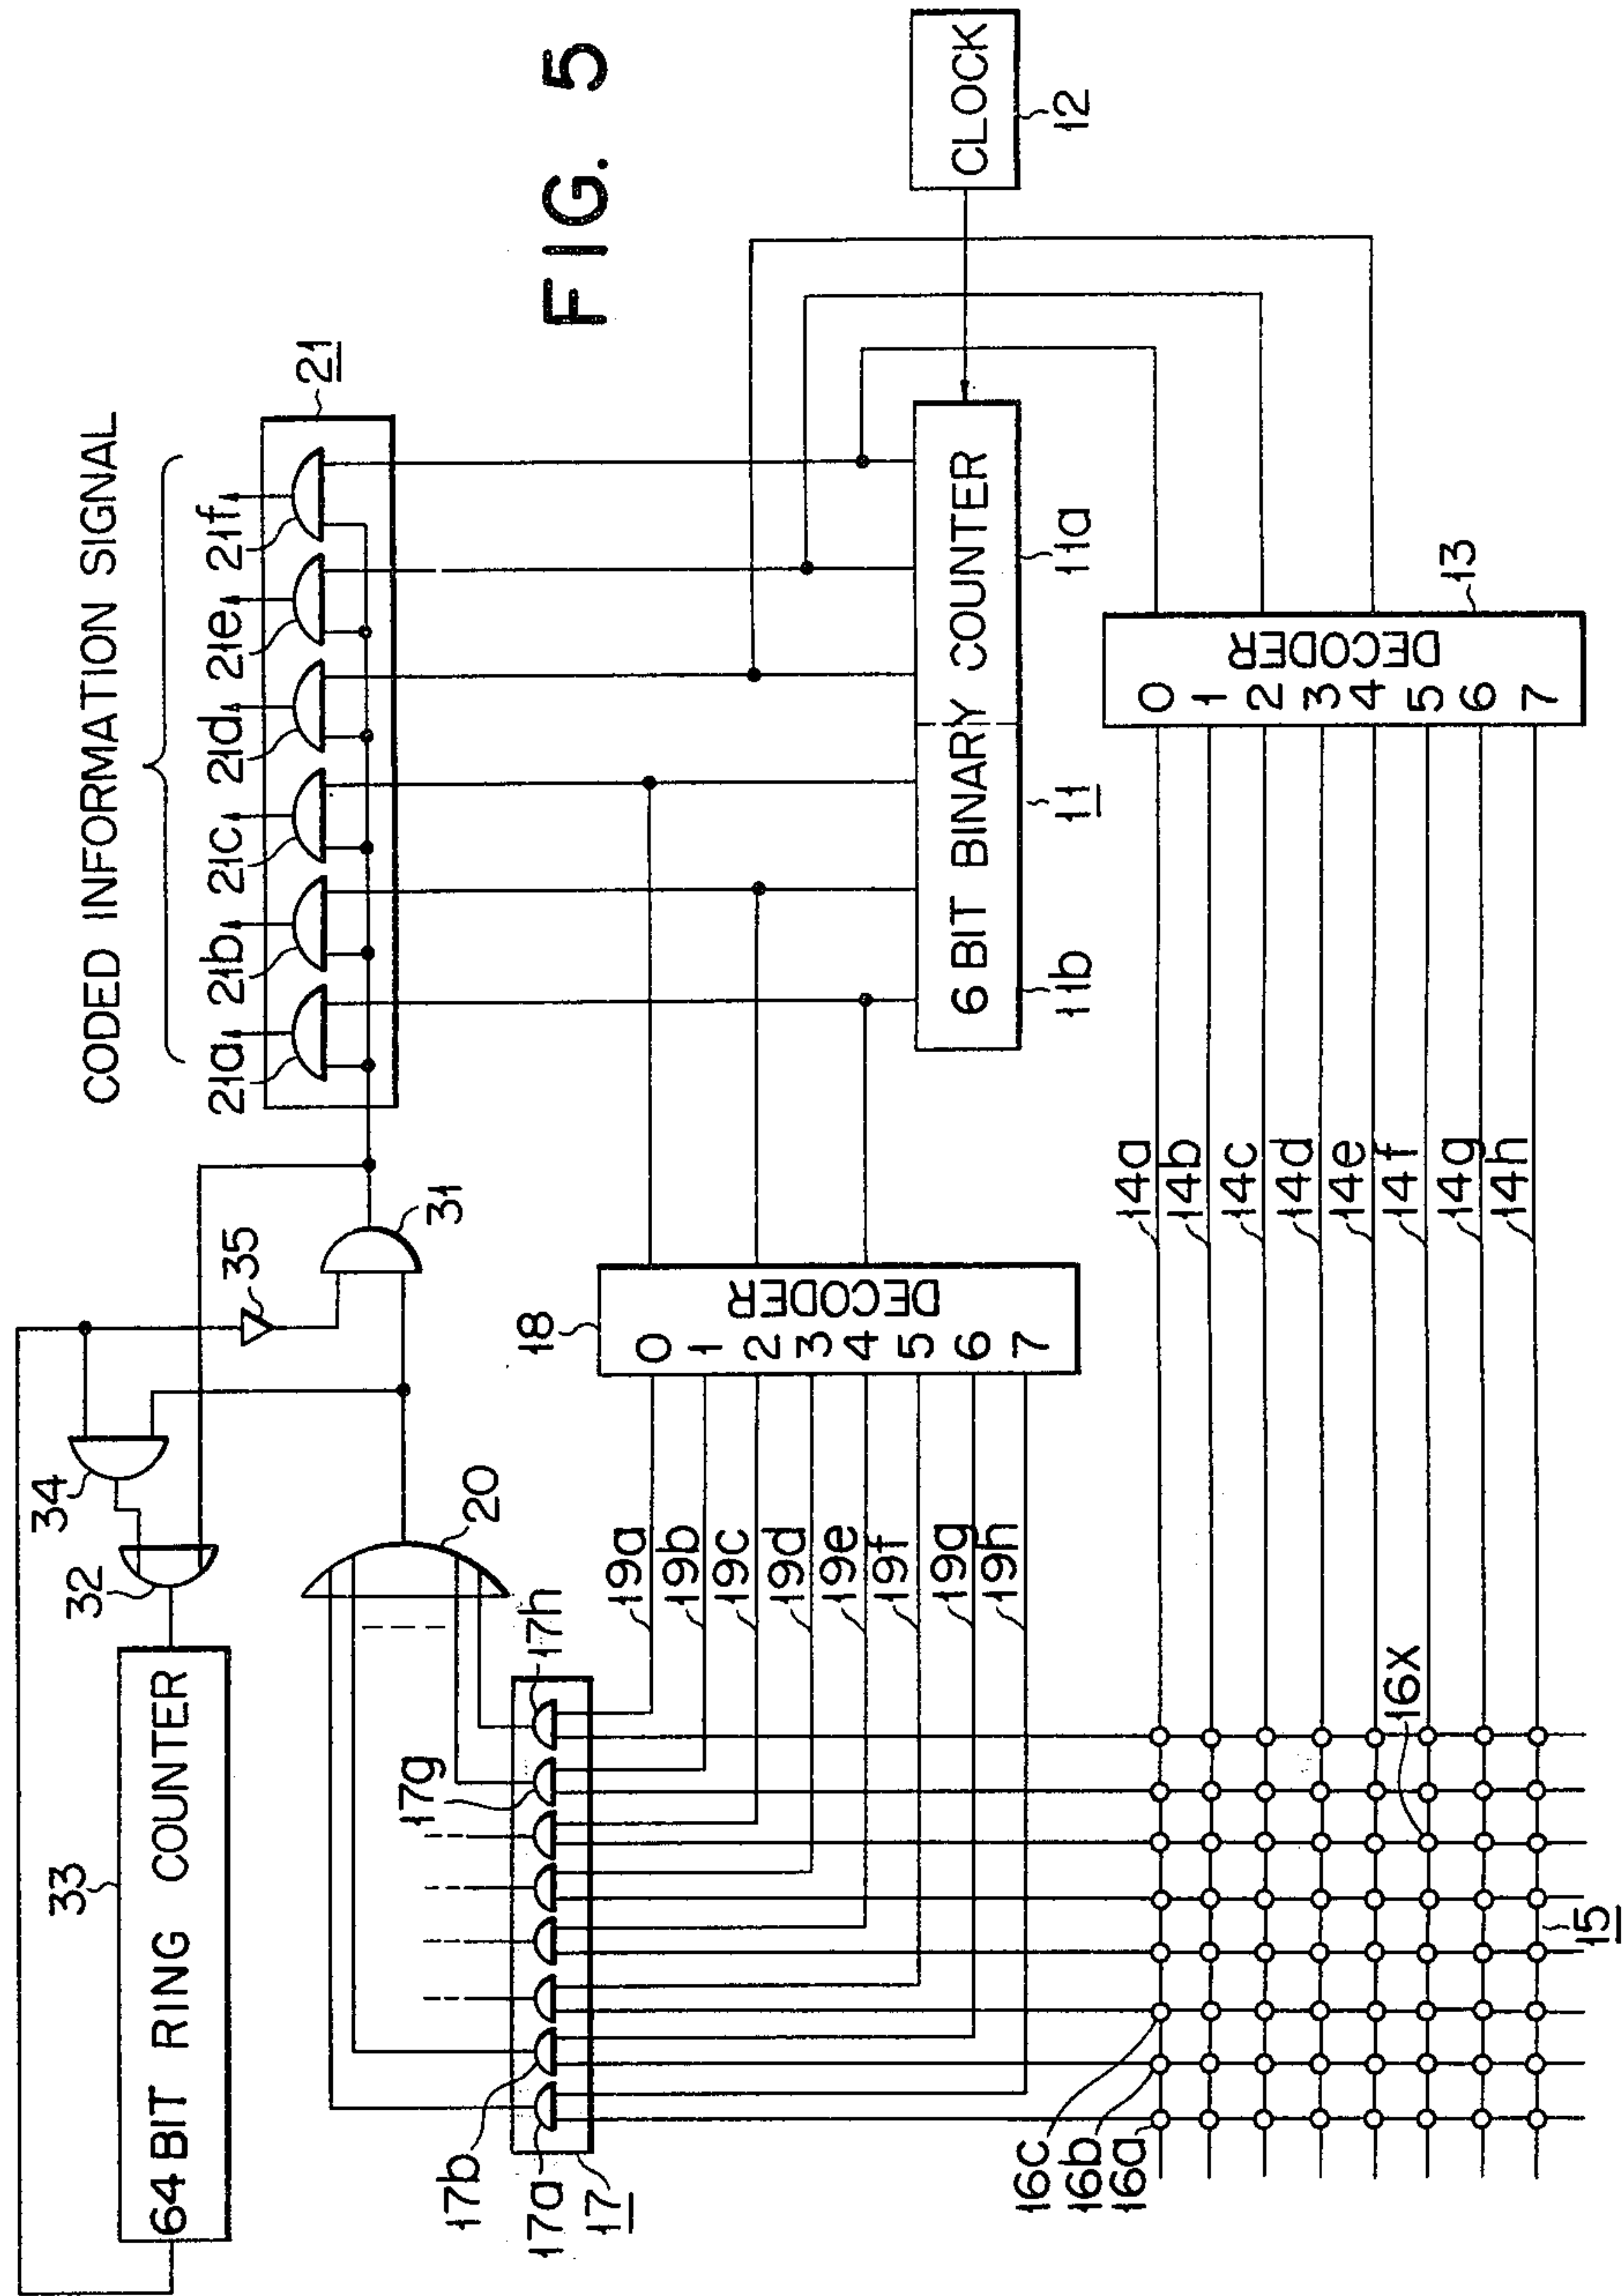 FIG. 5
CODED INFORMATION SIGNAL
21a 21b 21c 21d 21e 21f
21
33
64 BIT RING COUNTER
32
34
35
31
20
17h
17g
17b
17a
17
18
DECODER
0
1
2
3
4
5
6
7
19a
19b
19c
19d
19e
19f
19g
19h
6 BIT BINARY COUNTER
11b
11
11a
CLOCK
12
13
DECODER
0
1
2
3
4
5
6
7
14a
14b
14c
14d
14e
14f
14g
14h
16c
16b
16a
16X
15